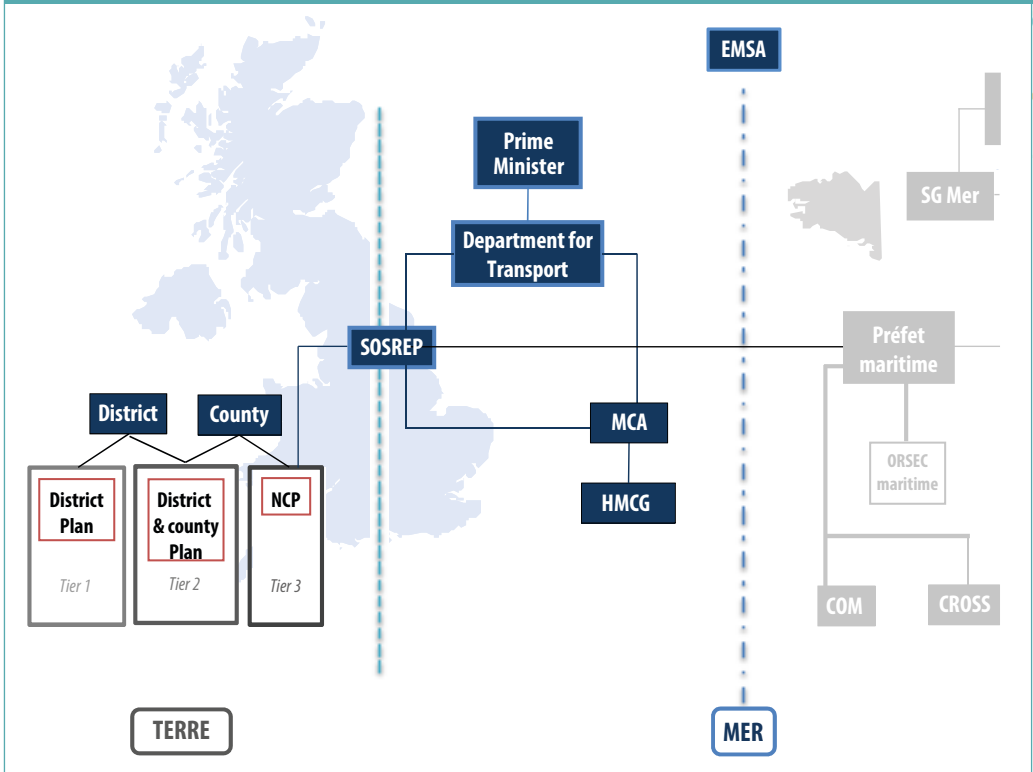 EMSA
Prime
Minister
SG Mer
Department for
Transport
SOSREP
Préfet
maritime
District
County
MCA
ORSEC
maritime
District
Plan
District
& county
Plan
NCP
HMCG
Tier 1
Tier 2
Tier 3
COM
CROSS
TERRE
MER